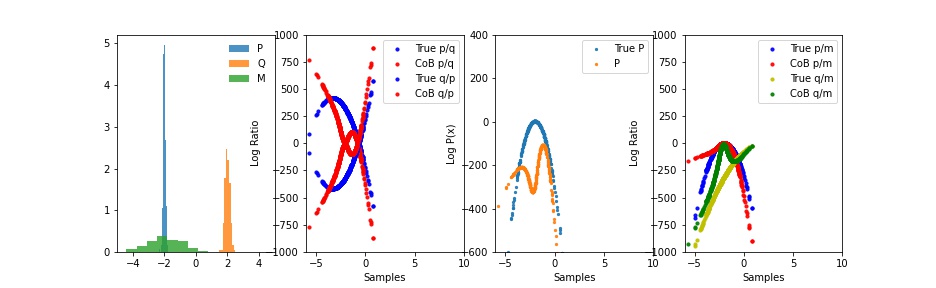 P
Q
M
5
4
3
2
1
0
−4 −2 0 2 4
Log Ratio
1000
750
500
250
0
−250
−500
−750
1000
True p/q
CoB p/q
True q/p
CoB q/p
−5 0 5 10
Samples
Log P(x)
400
200
0
−200
−400
600
True P
P
−5 0 5 10
Samples
Log Ratio
1000
750
500
250
0
−250
−500
−750
1000
True p/m
CoB p/m
True q/m
CoB q/m
−5 0 5 10
Samples